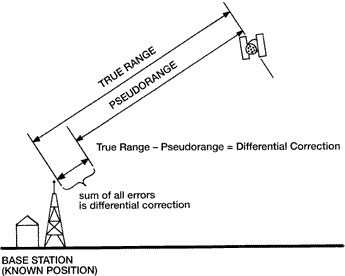 TRUE RANGE
PSEUDORANGE
True Range – Pseudorange = Differential Correction
sum of all errors
is differential correction
BASE STATION
(KNOWN POSITION)